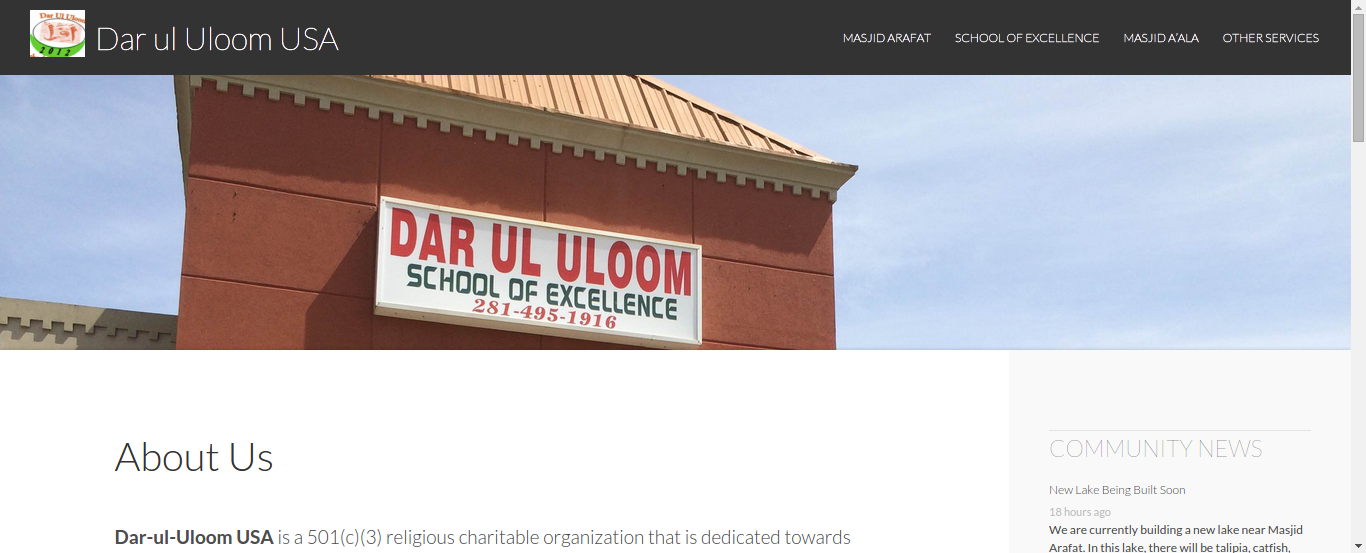 Dar Ul Uloom
2012
Dar ul Uloom USA
MASJID ARAFAT
SCHOOL OF EXCELLENCE
MASJID A'ALA
OTHER SERVICES
DAR UL ULOOM
SCHOOL OF EXCELLENCE
281-495-1916
About Us
Dar-ul-Uloom USA is a 501(c)(3) religious charitable organization that is dedicated towards
COMMUNITY NEWS
New Lake Being Built Soon
18 hours ago
We are currently building a new lake near Masjid
Arafat. In this lake, there will be talipia, catfish,